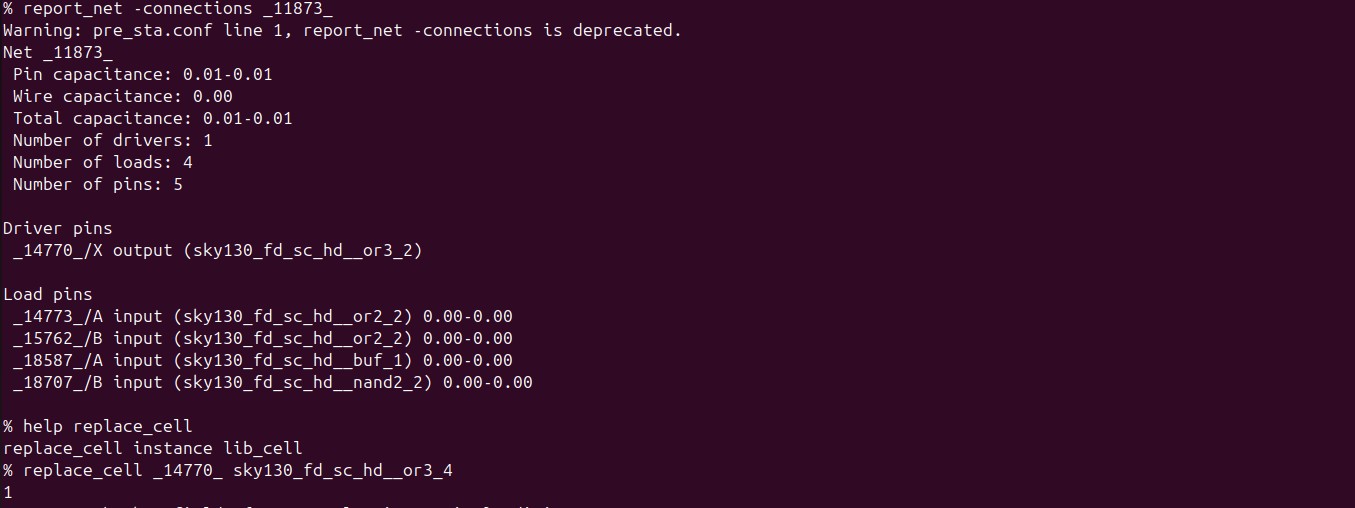 % report_net -connections _11873_
Warning: pre_sta.conf line 1, report_net -connections is deprecated.
Net _11873_
 Pin capacitance: 0.01-0.01
 Wire capacitance: 0.00
 Total capacitance: 0.01-0.01
 Number of drivers: 1
 Number of loads: 4
 Number of pins: 5

Driver pins
 _14770_/X output (sky130_fd_sc_hd__or3_2)

Load pins
 _14773_/A input (sky130_fd_sc_hd__or2_2) 0.00-0.00
 _15762_/B input (sky130_fd_sc_hd__or2_2) 0.00-0.00
 _18587_/A input (sky130_fd_sc_hd__buf_1) 0.00-0.00
 _18707_/B input (sky130_fd_sc_hd__nand2_2) 0.00-0.00

% help replace_cell
replace_cell instance lib_cell
% replace_cell _14770_ sky130_fd_sc_hd__or3_4
1